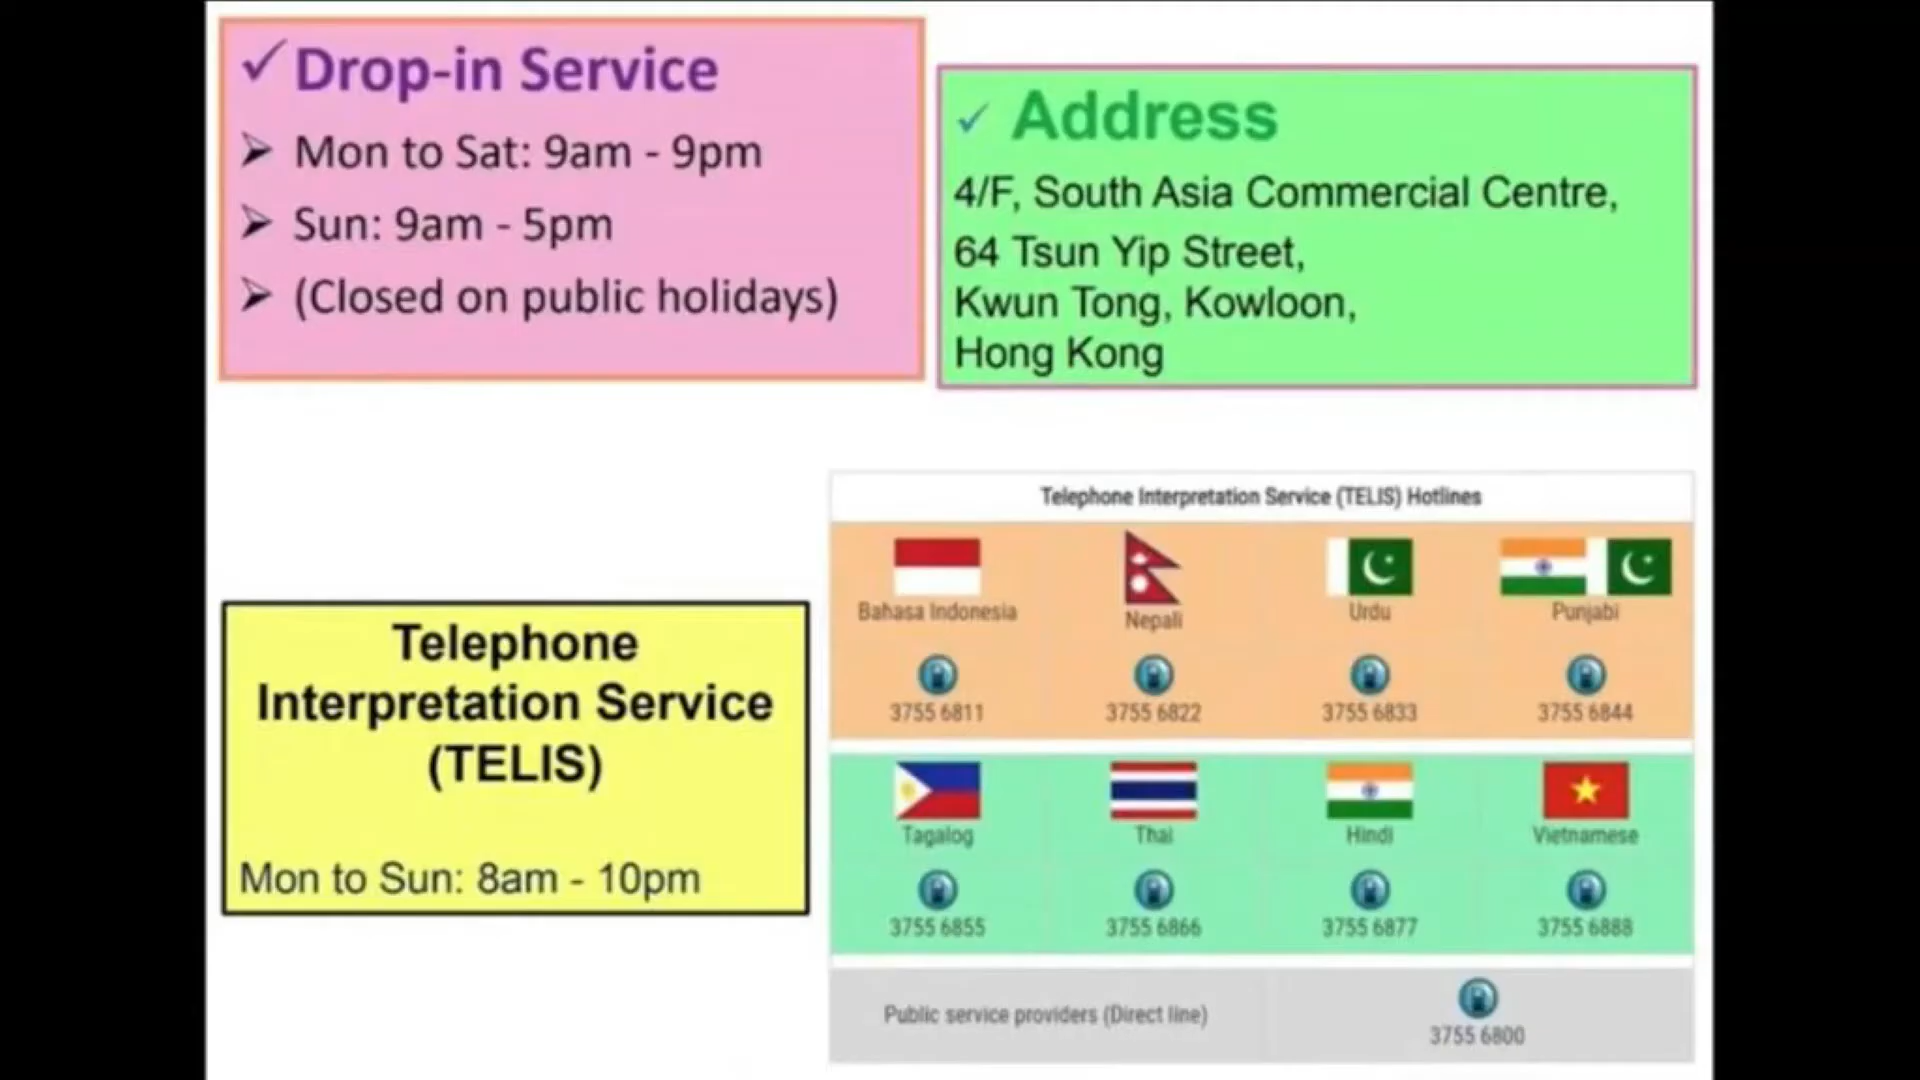 Drop-in Service
Mon to Sat: 9am - 9pm
Sun: 9am - 5pm
(Closed on public holidays)
Address
4/F, South Asia Commercial Centre,
64 Tsun Yip Street,
Kwun Tong, Kowloon,
Hong Kong
Telephone
Interpretation Service
(TELIS)
Mon to Sun: 8am - 10pm
Telephone Interpretation Service (TELIS) Hotlines
Bahasa Indonesia Nepali Urdu Punjabi
3755 6811 3755 6822 3755 6833 3755 6844
Tagalog Thai Hindi Vietnamese
3755 6855 3755 6866 3755 6877 3755 6888
Public service providers (Direct line)
3755 6800